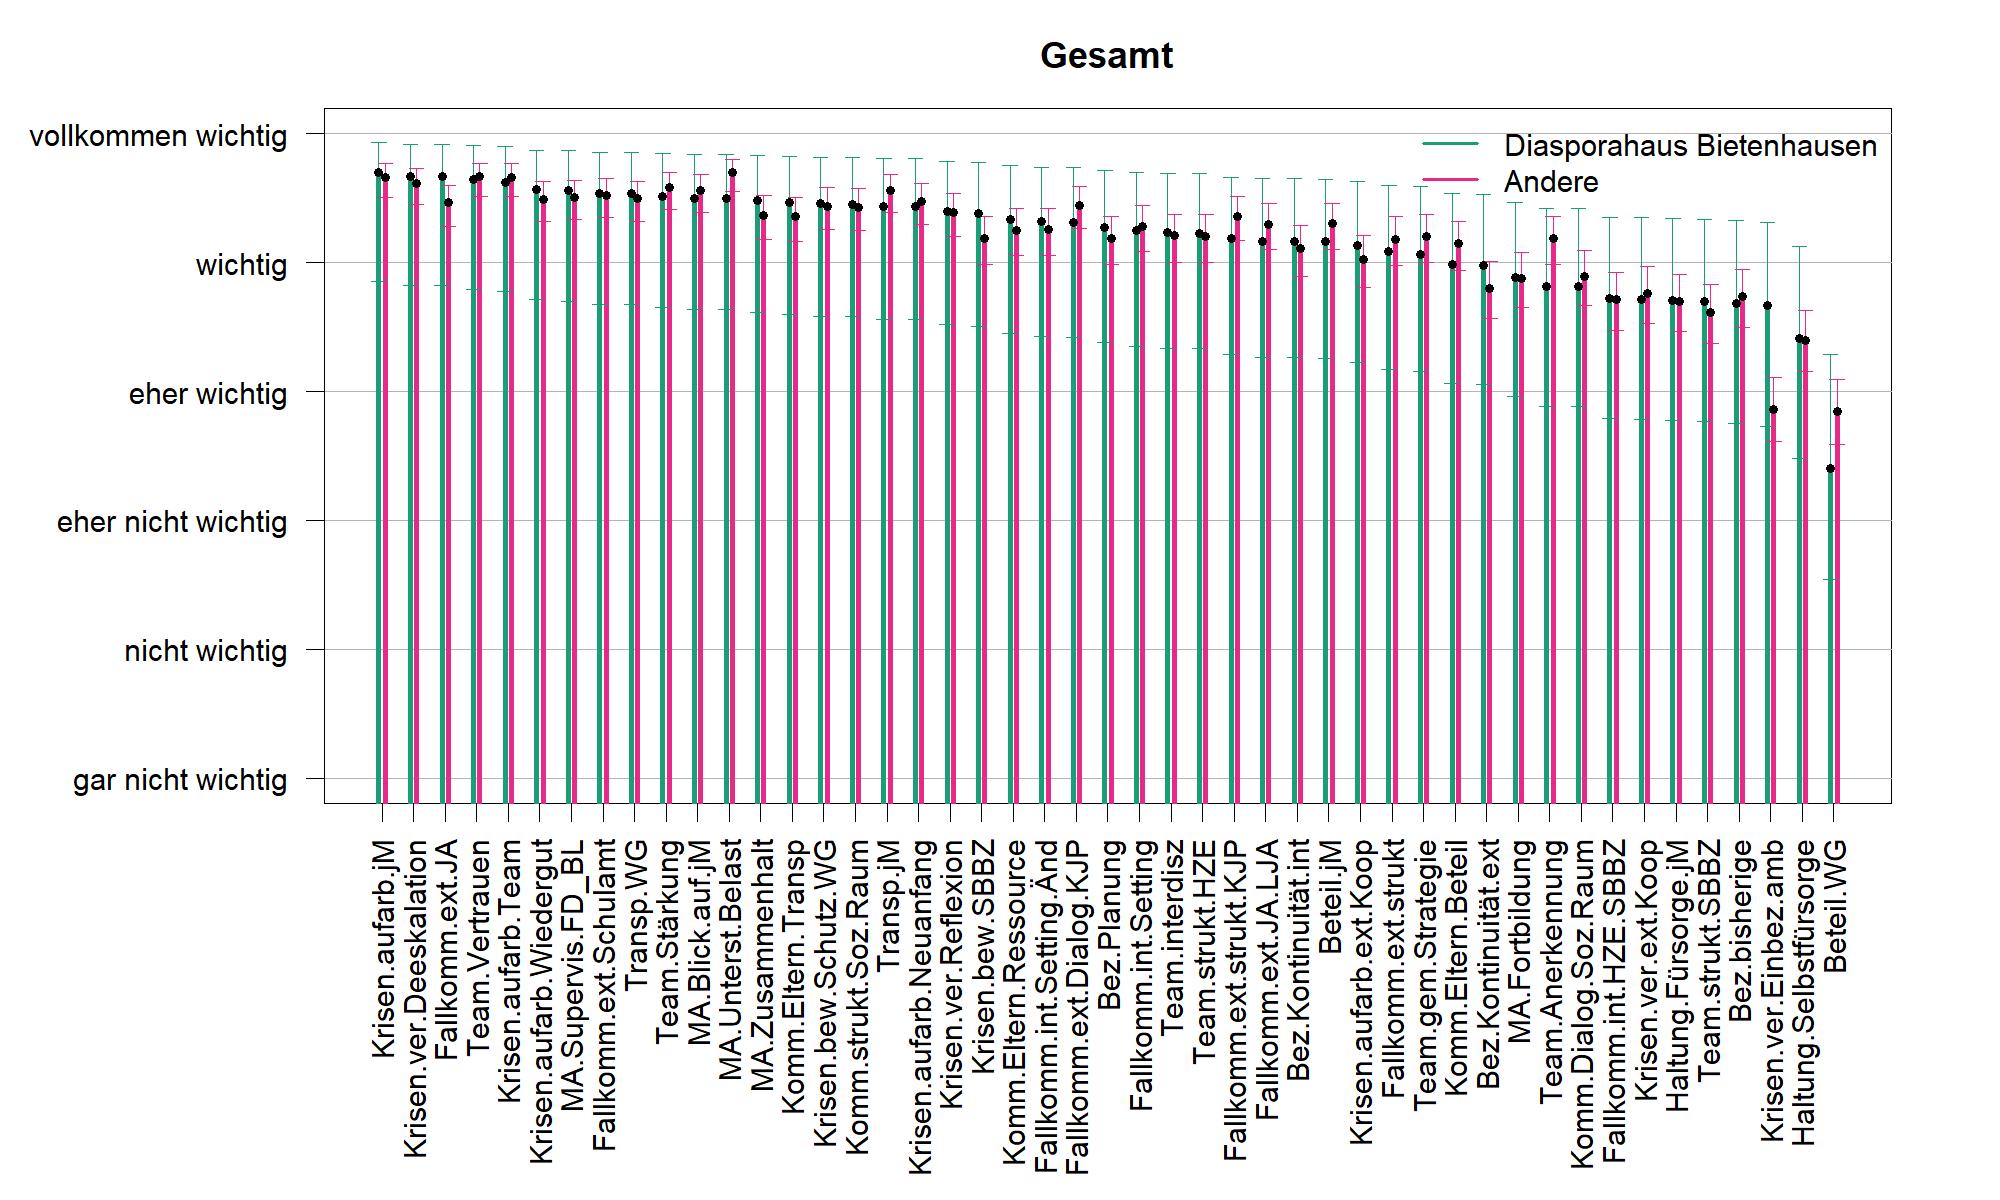 Gesamt
vollkommen wichtig
wichtig
eher wichtig
eher nicht wichtig
nicht wichtig
gar nicht wichtig
Diasporahaus Bietenhausen
Andere
Krisen.aufarb.jM
Krisen.ver.Deeskalation
Fallkomm.ext.JA
Team.Vertrauen
Krisen.aufarb.Team
Krisen.aufarb.Wiedergut
MA.Supervis.FD_BL
Fallkomm.ext.Schulamt
Transp.WG
Team.Stärkung
MA.Blick.auf.jM
MA.Unterst.Belast
MA.Zusammenhalt
Komm.Eltern.Transp
Krisen.bew.Schutz.WG
Komm.strukt.Soz.Raum
Transp.jM
Krisen.aufarb.Neuanfang
Krisen.ver.Reflexion
Krisen.bew.SBBZ
Komm.Eltern.Ressource
Fallkomm.int.Setting.Änd
Fallkomm.ext.Dialog.KJP
Bez.Planung
Fallkomm.int.Setting
Team.interdisz
Team.strukt.HZE
Fallkomm.ext.strukt.KJP
Fallkomm.ext.JA.LJA
Bez.Kontinuität.int
Beteil.jM
Krisen.aufarb.ext.Koop
Fallkomm.ext.strukt
Team.gem.Strategie
Komm.Eltern.Beteil
Bez.Kontinuität.ext
MA.Fortbildung
Team.Anerkennung
Komm.Dialog.Soz.Raum
Fallkomm.int.HZE.SBBZ
Krisen.ver.ext.Koop
Haltung.Fürsorge.jM
Team.strukt.SBBZ
Bez.bisherige
Krisen.ver.Einbez.amb
Haltung.Selbstfürsorge
Beteil.WG